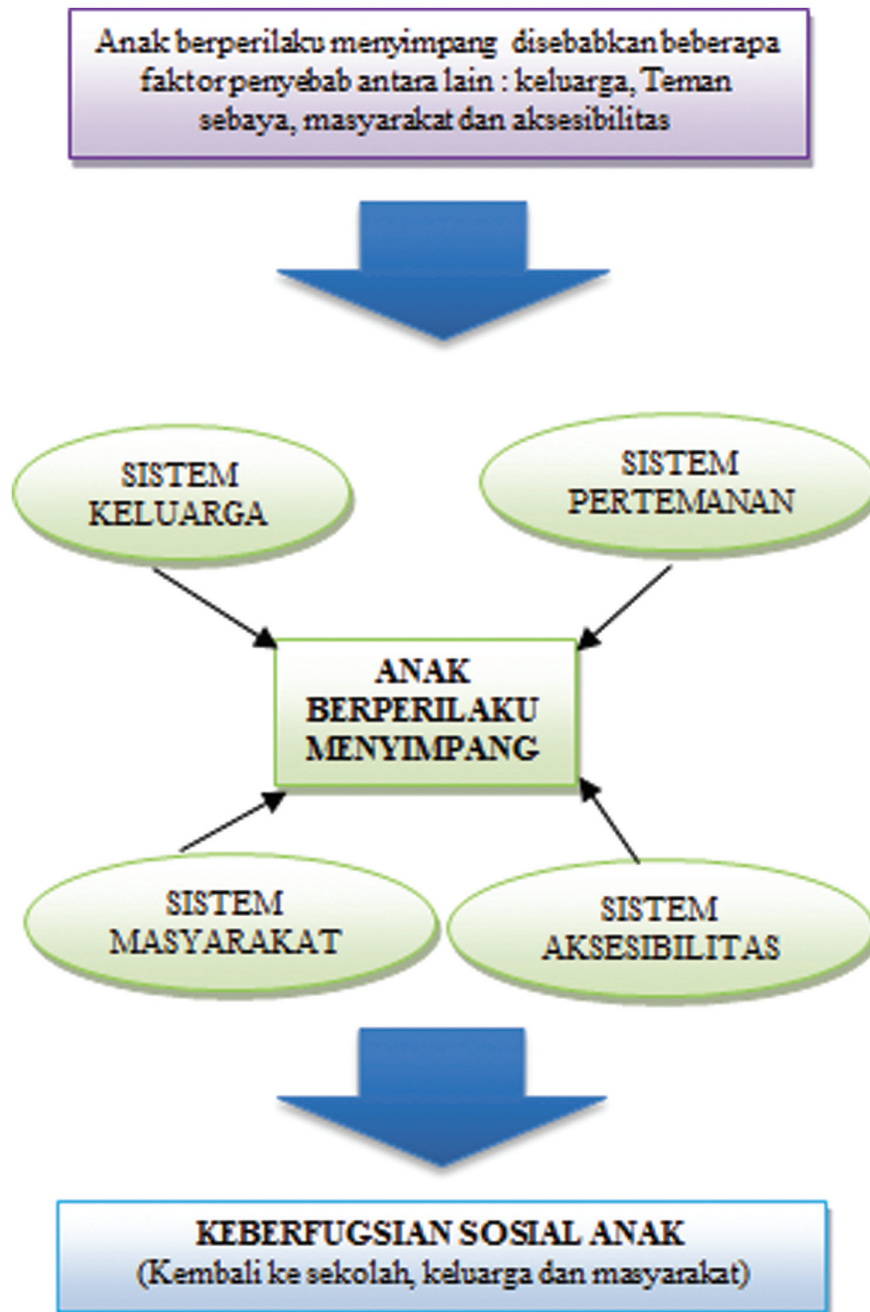 Anak berperilaku menyimpang disebabkan beberapa
faktor penyebab antara lain : keluarga, Teman
sebaya, masyarakat dan aksesibilitas
SISTEM
KELUARGA
SISTEM
PERTEMANAN
ANAK
BERPERILAKU
MENYIMPANG
SISTEM
MASYARAKAT
SISTEM
AKSESIBILITAS
KEBERFUGSIAN SOSIAL ANAK
(Kembali ke sekolah, keluarga dan masyarakat)